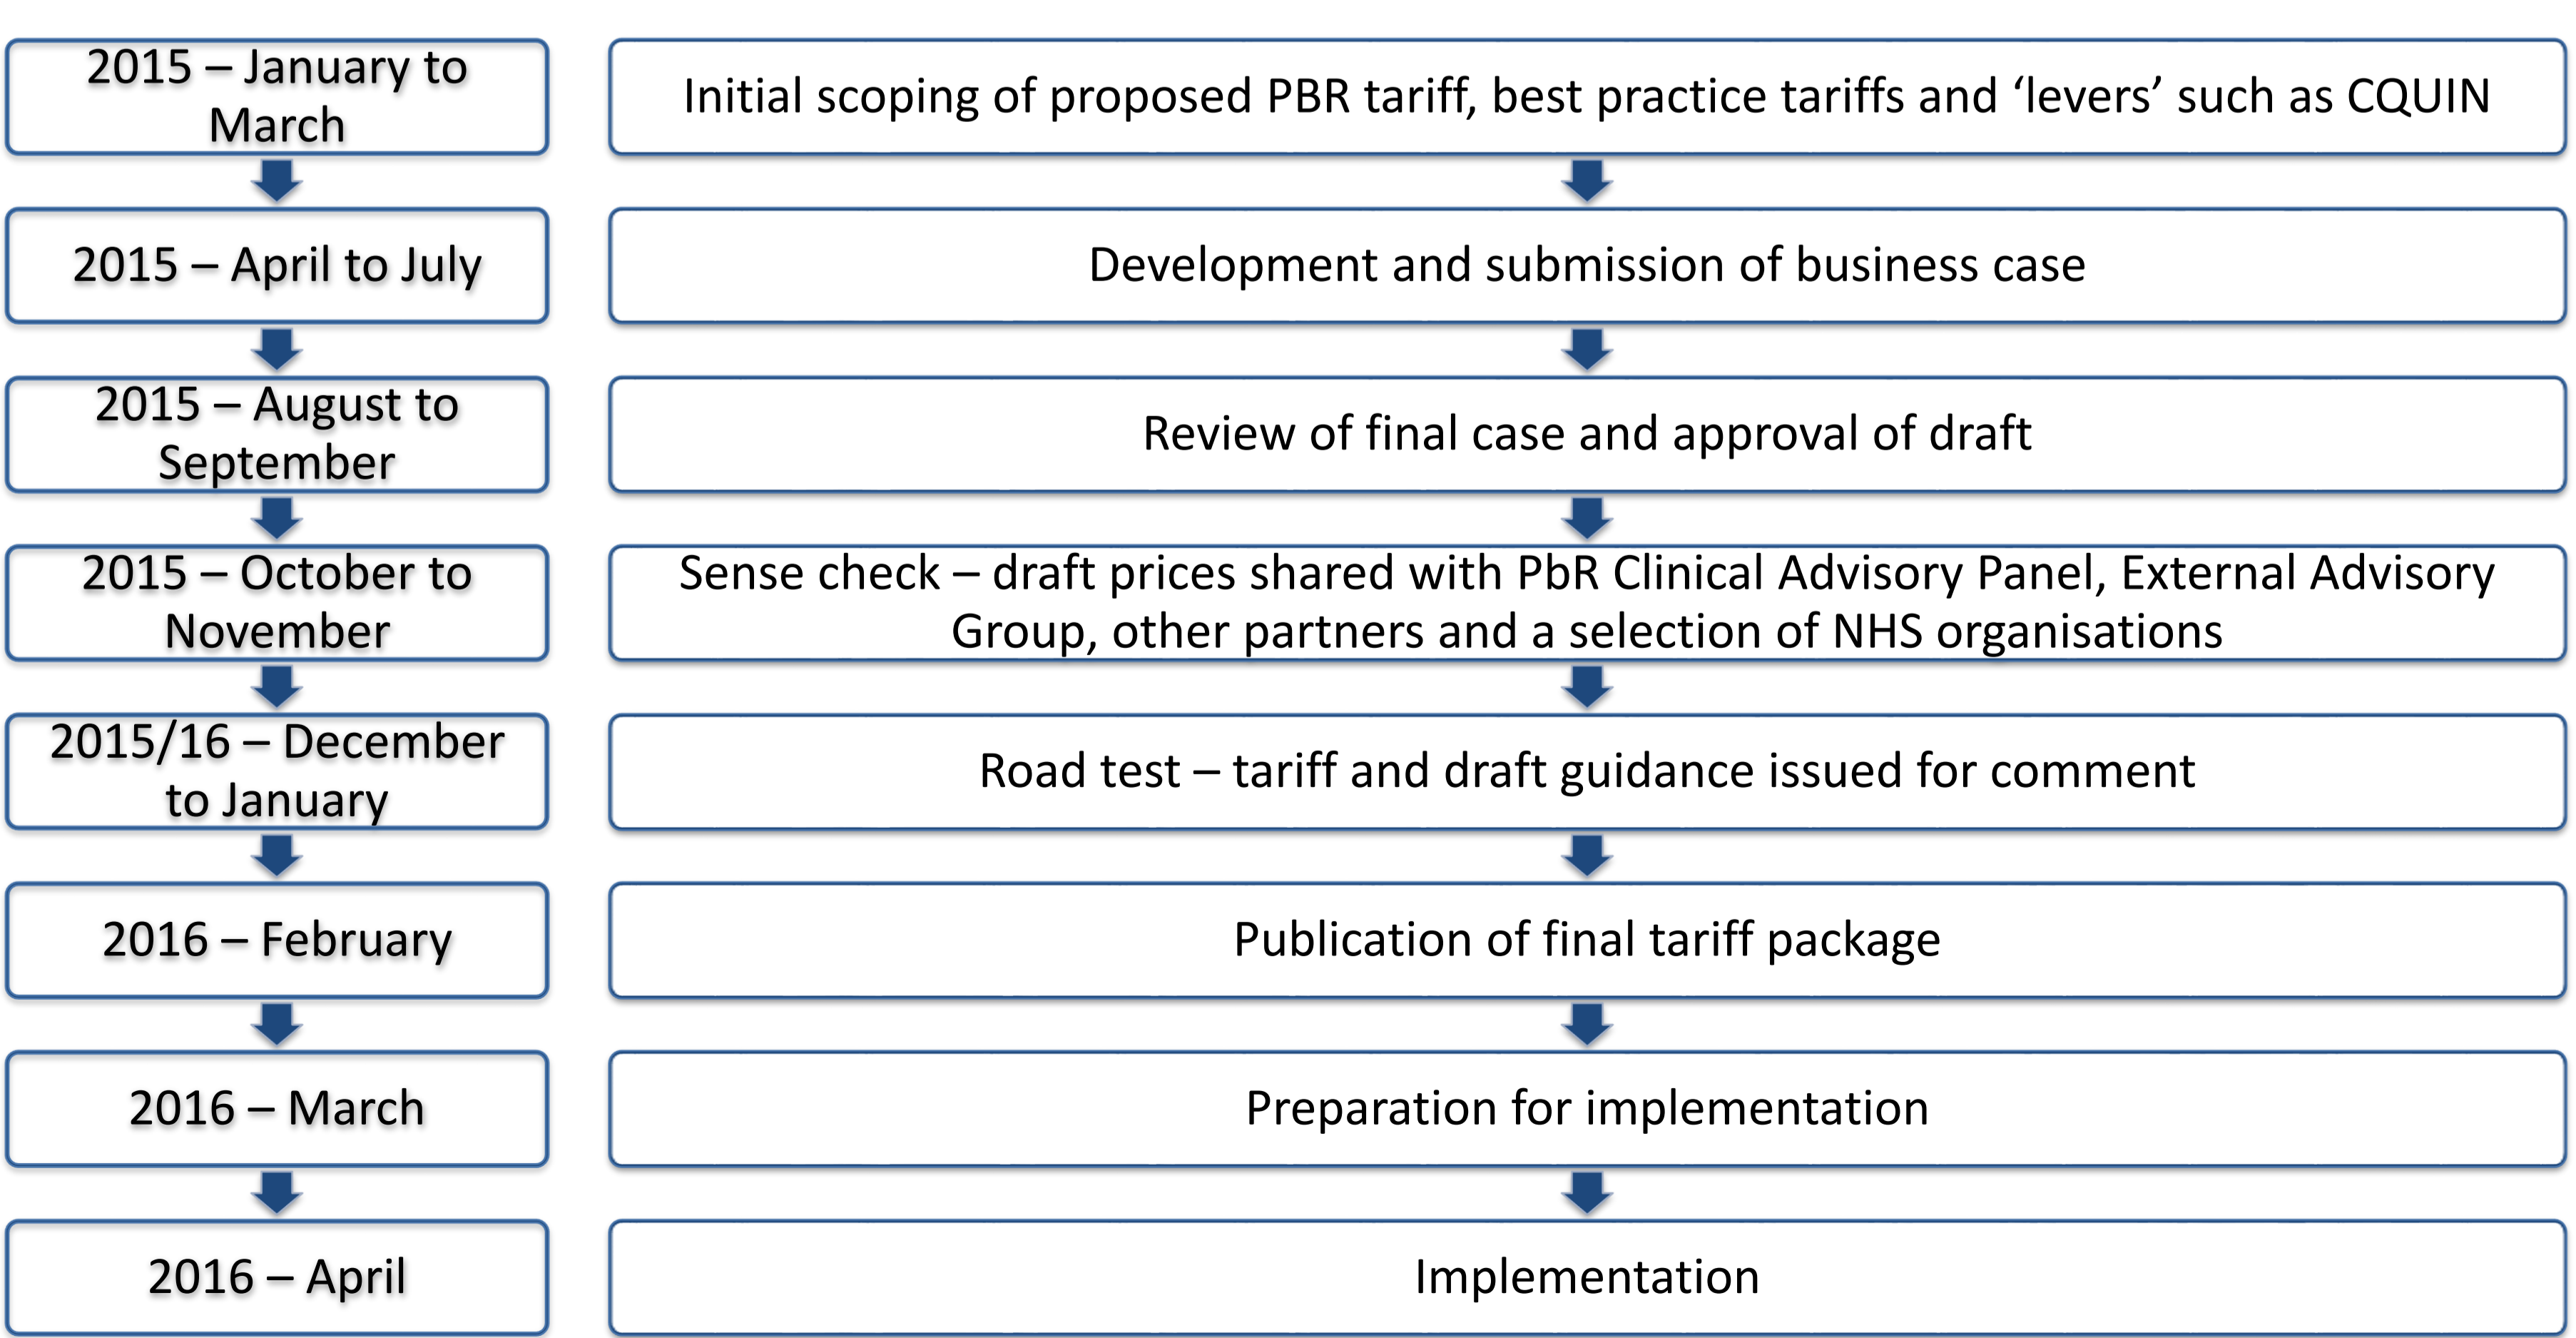 2015 – January to
March
Initial scoping of proposed PBR tariff, best practice tariffs and ‘levers’ such as CQUIN
2015 – April to July
Development and submission of business case
2015 – August to
September
Review of final case and approval of draft
2015 – October to
November
Sense check – draft prices shared with PbR Clinical Advisory Panel, External Advisory
Group, other partners and a selection of NHS organisations
2015/16 – December
to January
Road test – tariff and draft guidance issued for comment
2016 – February
Publication of final tariff package
2016 – March
Preparation for implementation
2016 – April
Implementation